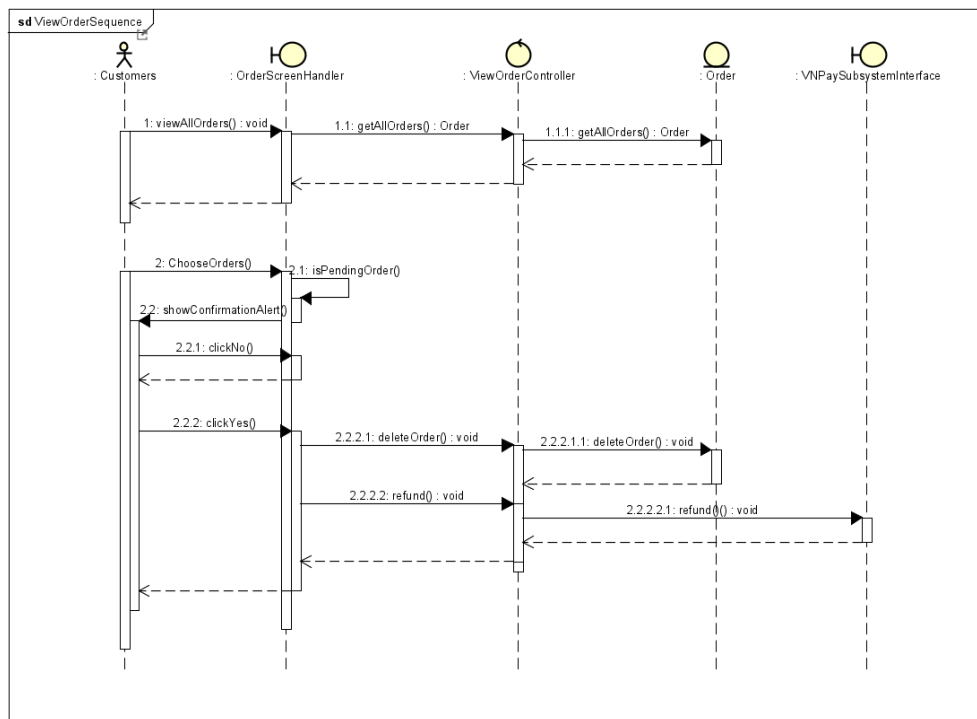 sd ViewOrderSequence
: Customers
: OrderScreenHandler
: ViewOrderController
: Order
: VNPaySubsystemInterface
1: viewAllOrders() : void
1.1: getAllOrders() : Order
1.1.1: getAllOrders() : Order
2: ChooseOrders()
2.1: isPendingOrder()
2.2: showConfirmationAlert()
2.2.1: clickNo()
2.2.2: clickYes()
2.2.2.1: deleteOrder() : void
2.2.2.1.1: deleteOrder() : void
2.2.2.2: refund() : void
2.2.2.2.1: refund()() : void